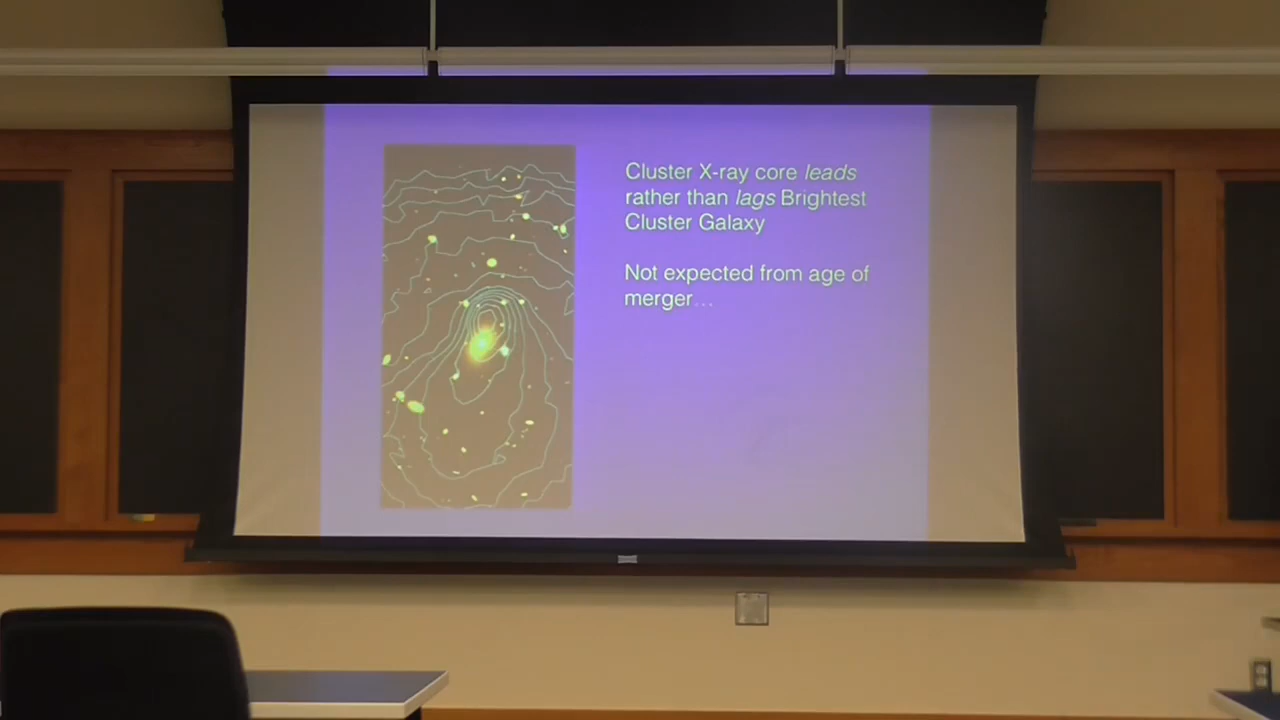 Cluster X-ray core leads
rather than lags Brightest
Cluster Galaxy
Not expected from age of
merger…